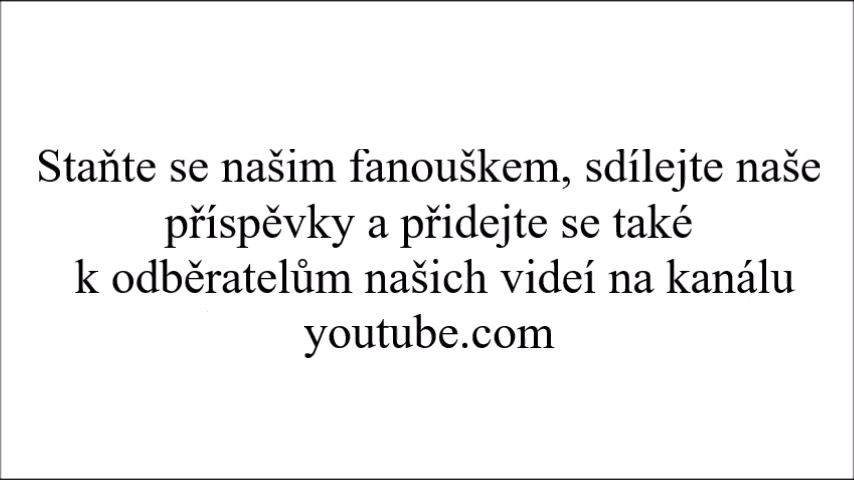 Staňte se našim fanouškem, sdílejte naše
příspěvky a přidejte se také
k odběratelům našich videí na kanálu
youtube.com